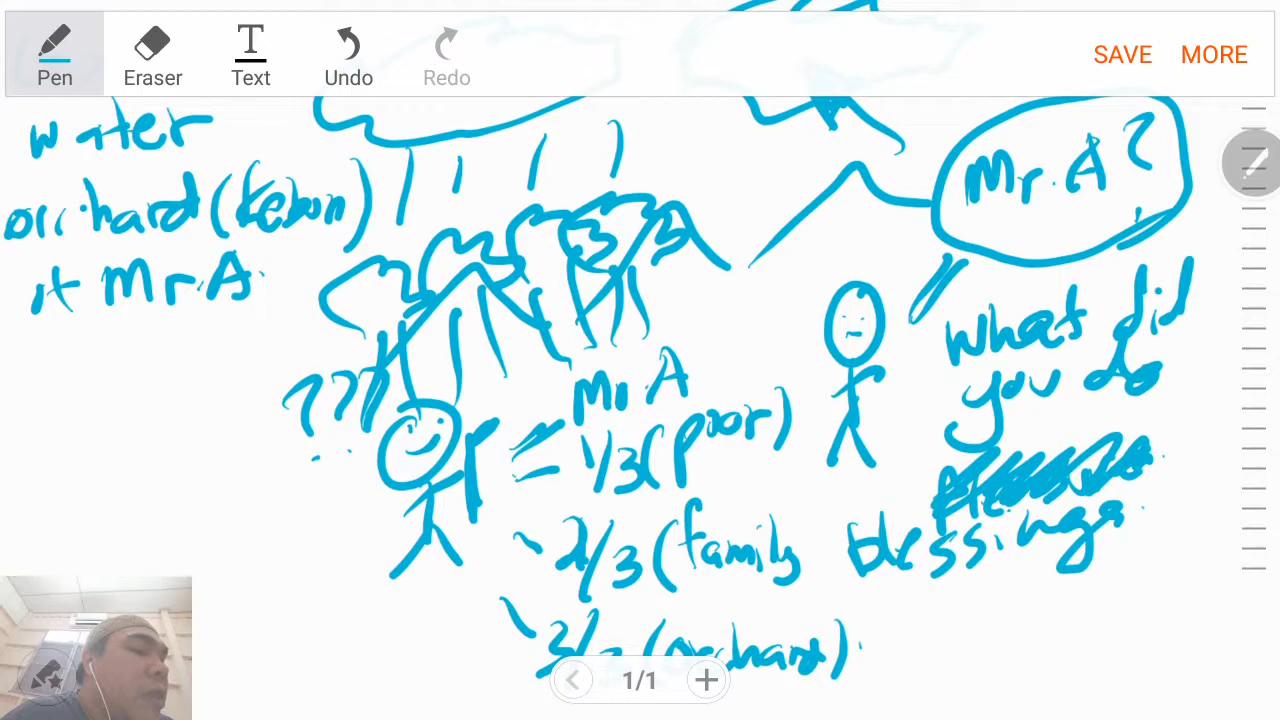 Pen
Eraser
Text
Undo
Redo
SAVE
MORE
water
orchard (kebun)
of Mr. A
Mr. A?
???
Mr. A
1/3 (poor)
2/3 (family
3/3 (orchard)
What did
you do
blessings
1/1